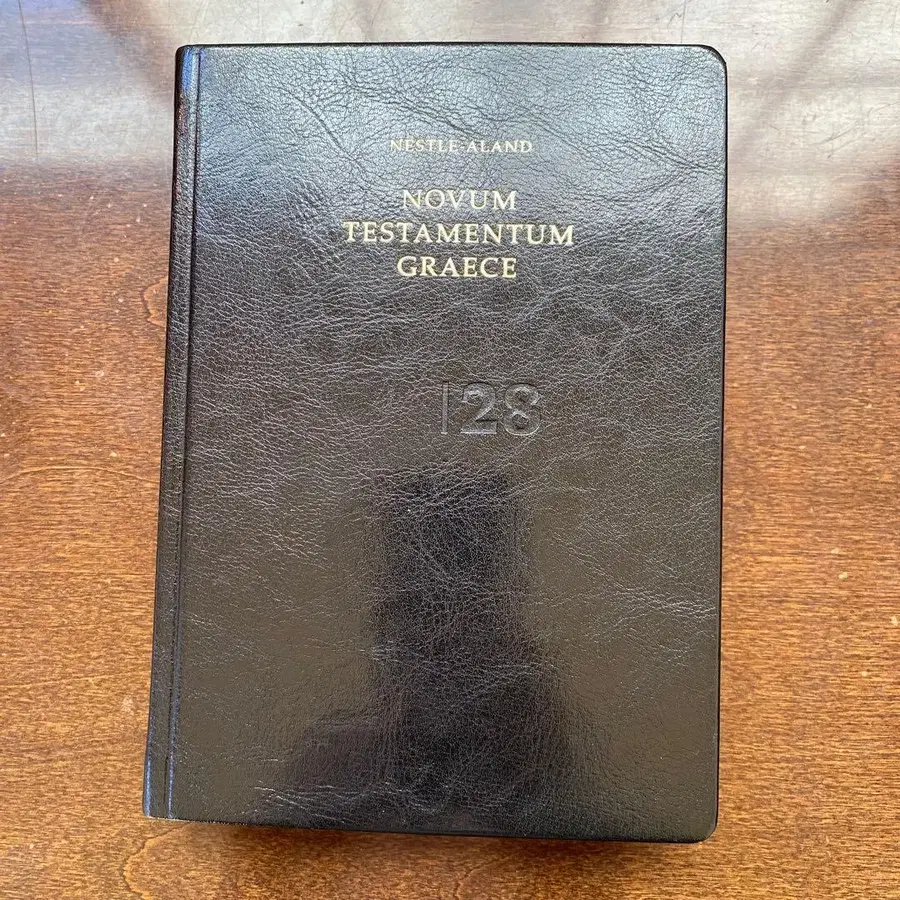 NESTLE-ALAND
NOVUM
TESTAMENTUM
GRAECE
|28